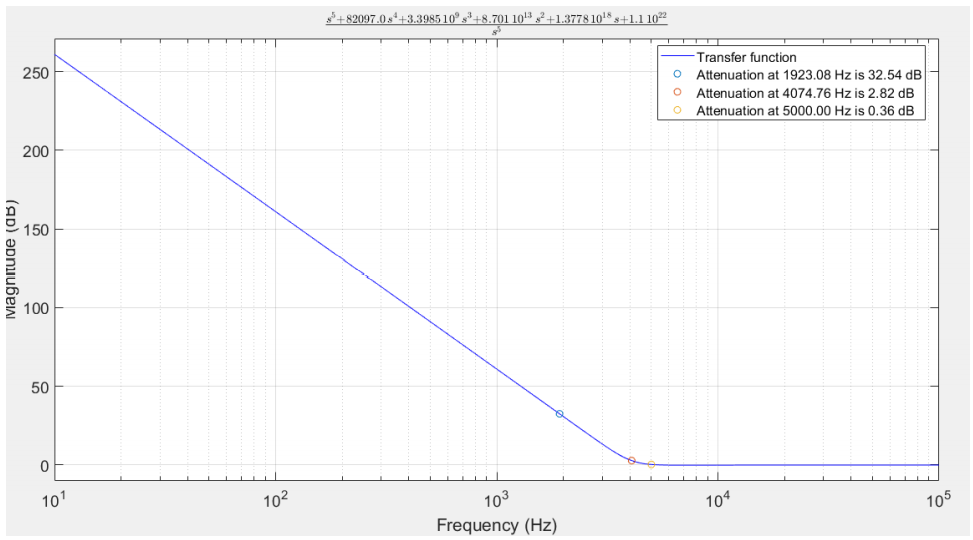 s^5+82097.0 s^4+3.3985 10^9 s^3+8.701 10^13 s^2+1.3778 10^18 s+1.1 10^22
s^5
Transfer function
Attenuation at 1923.08 Hz is 32.54 dB
Attenuation at 4074.76 Hz is 2.82 dB
Attenuation at 5000.00 Hz is 0.36 dB
250
200
150
100
50
0
Magnitude (dB)
10^1
10^2
10^3
10^4
10^5
Frequency (Hz)